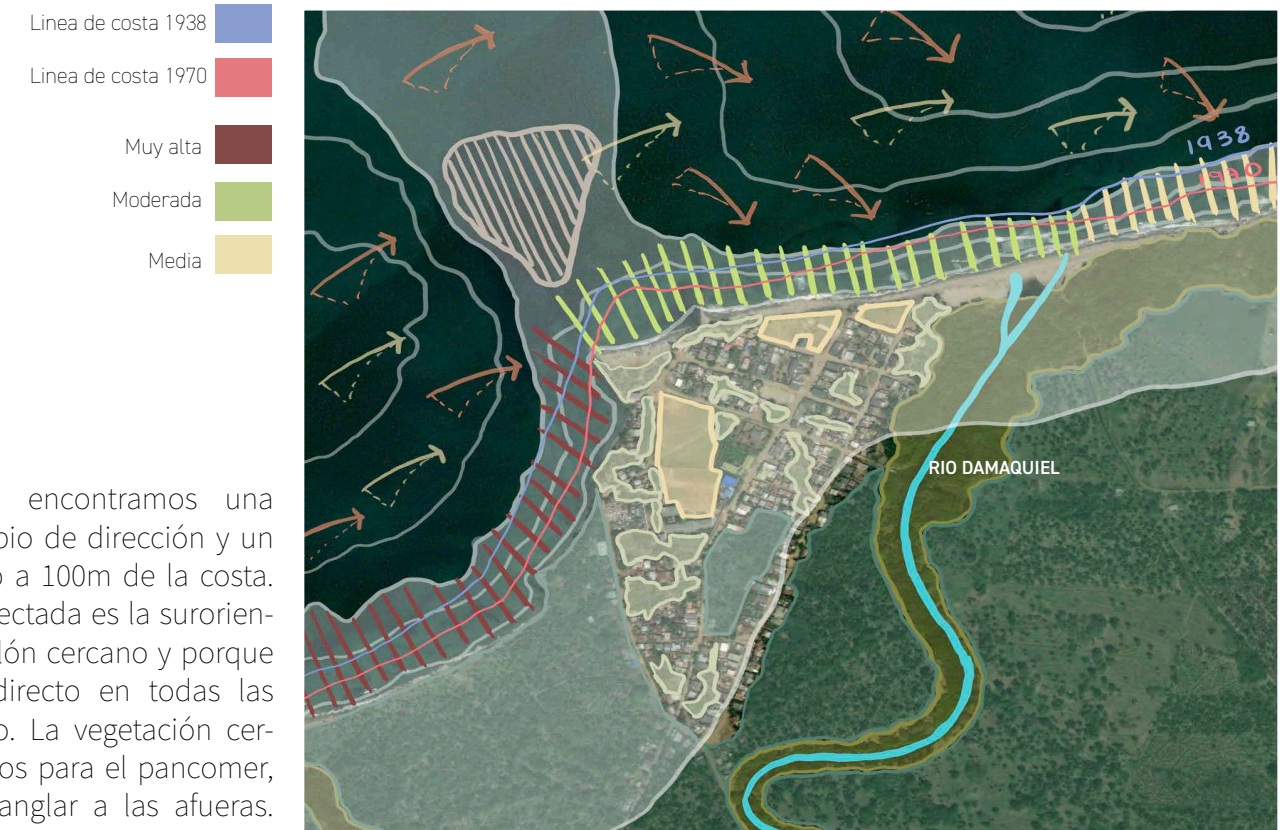 Linea de costa 1938
Linea de costa 1970
Muy alta
Moderada
Media
1938
1970
RIO DAMAQUIEL
encontramos una
bio de dirección y un
o a 100m de la costa.
ectada es la surorien-
lón cercano y porque
directo en todas las
o. La vegetación cer-
os para el pancomer,
anglar a las afueras.